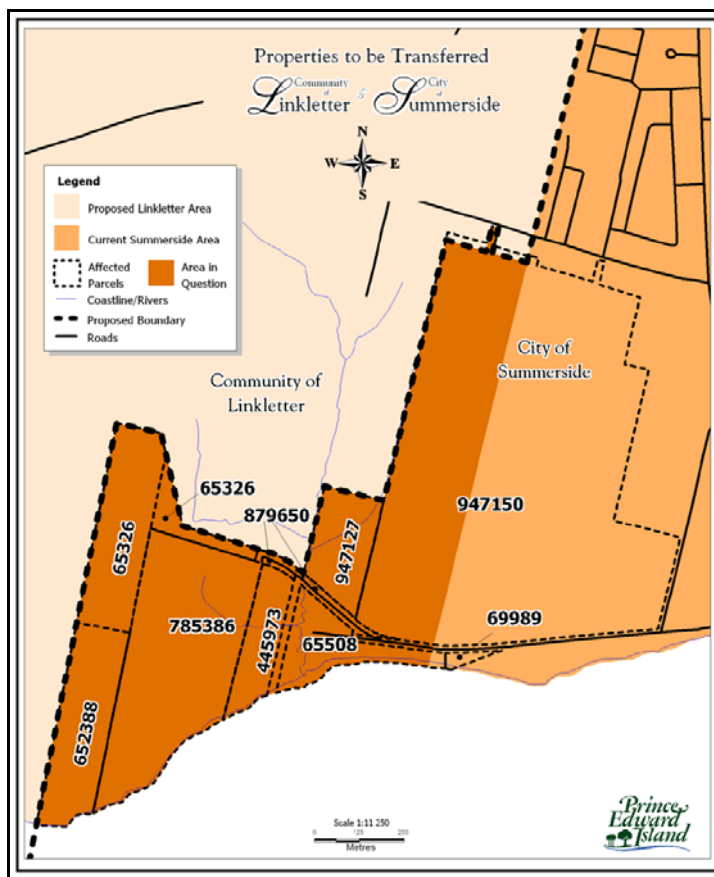 Properties to be Transferred
Community of Linkletter & City of Summerside
N
W E
S
Legend
Proposed Linkletter Area
Current Summerside Area
Affected Parcels
Area in Question
Coastline/Rivers
Proposed Boundary
Roads
Community of
Linkletter
City of
Summerside
65326
879650
65326
947127
947150
785386
445973
65508
69989
652388
Scale 1:11 250
0
200
Metres
Prince
Edward
Island